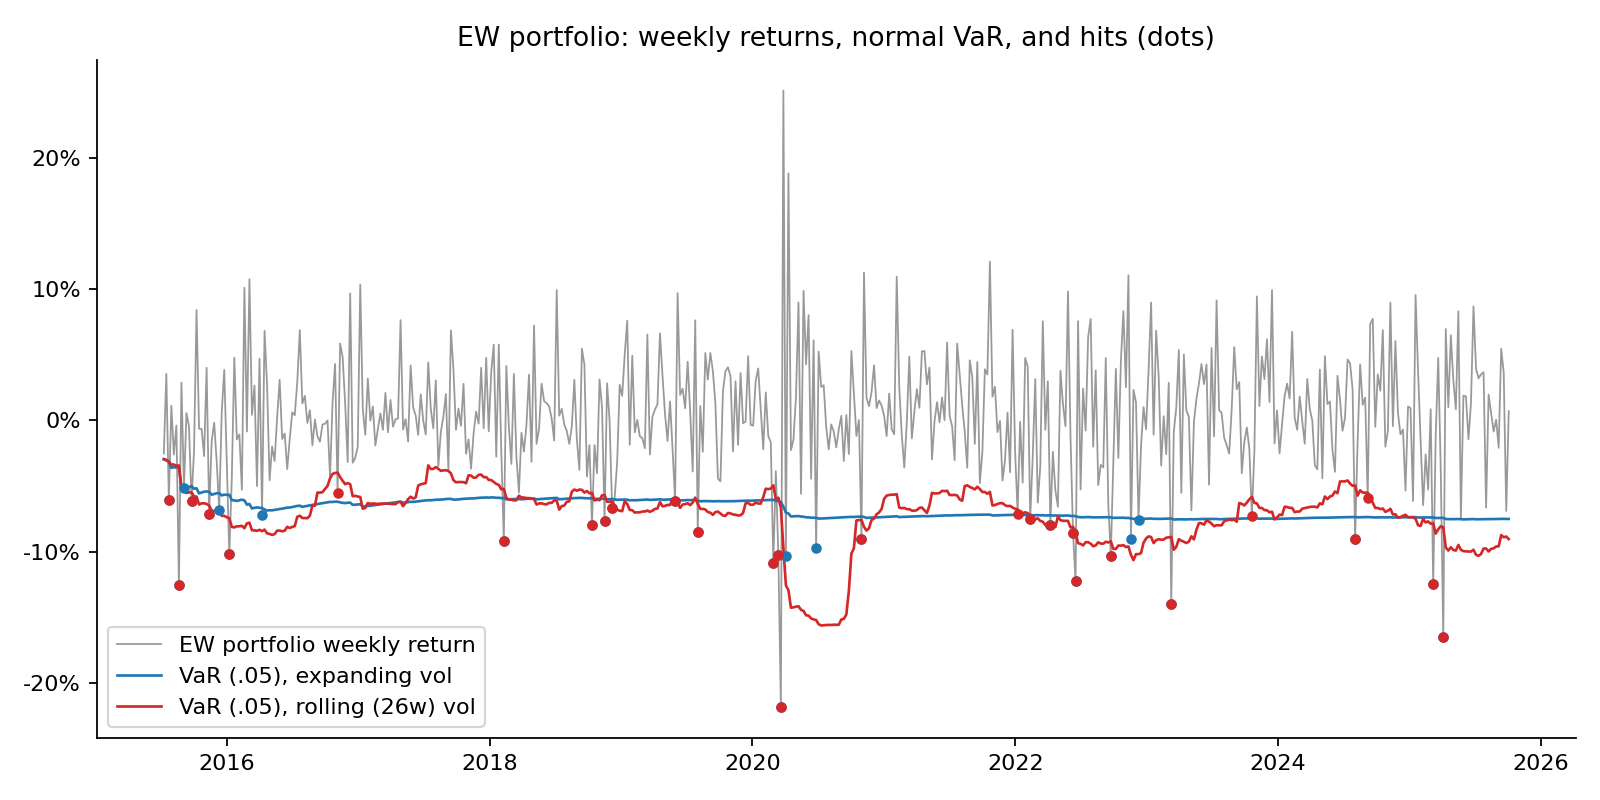 EW portfolio: weekly returns, normal VaR, and hits (dots)
20%
10%
0%
-10%
-20%
EW portfolio weekly return
VaR (.05), expanding vol
VaR (.05), rolling (26w) vol
2016 2018 2020 2022 2024 2026